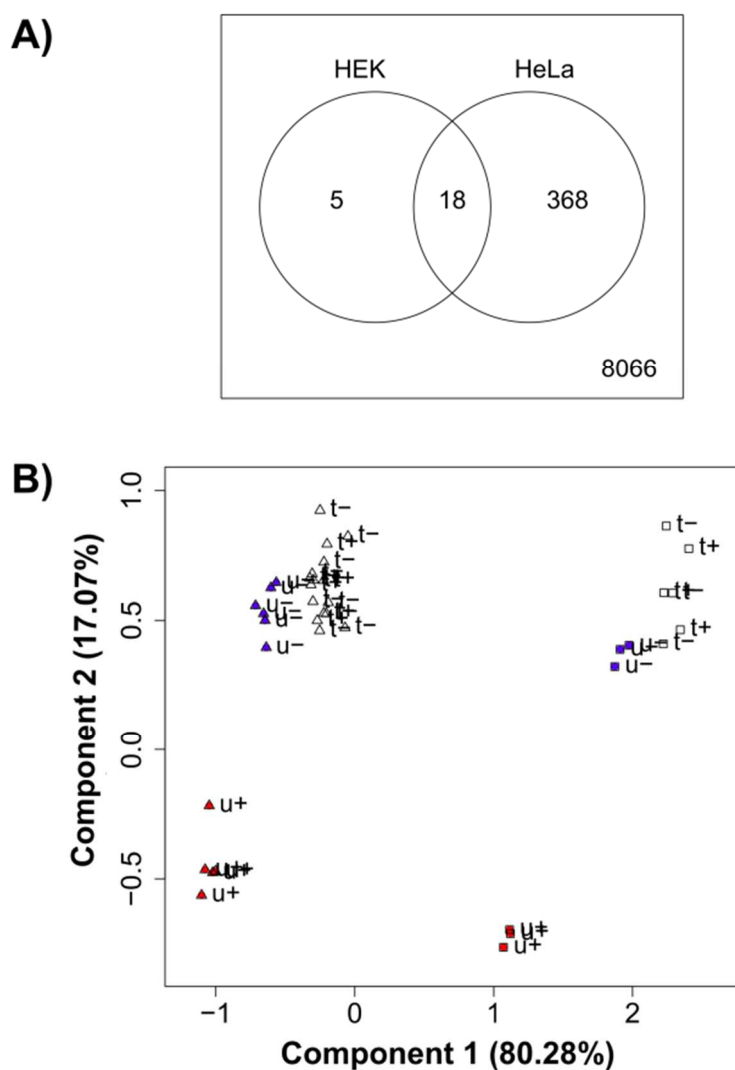 A)
HEK HeLa
5 18 368
8066
B)
Component 2 (17.07%)
1.0
0.5
0.0
−0.5
t−
t+ t−
t−
t−
u−
u−
u−
u−
t−
t+
t+
t−
u−
u+
u+
u+
u+
−1 0 1 2
Component 1 (80.28%)